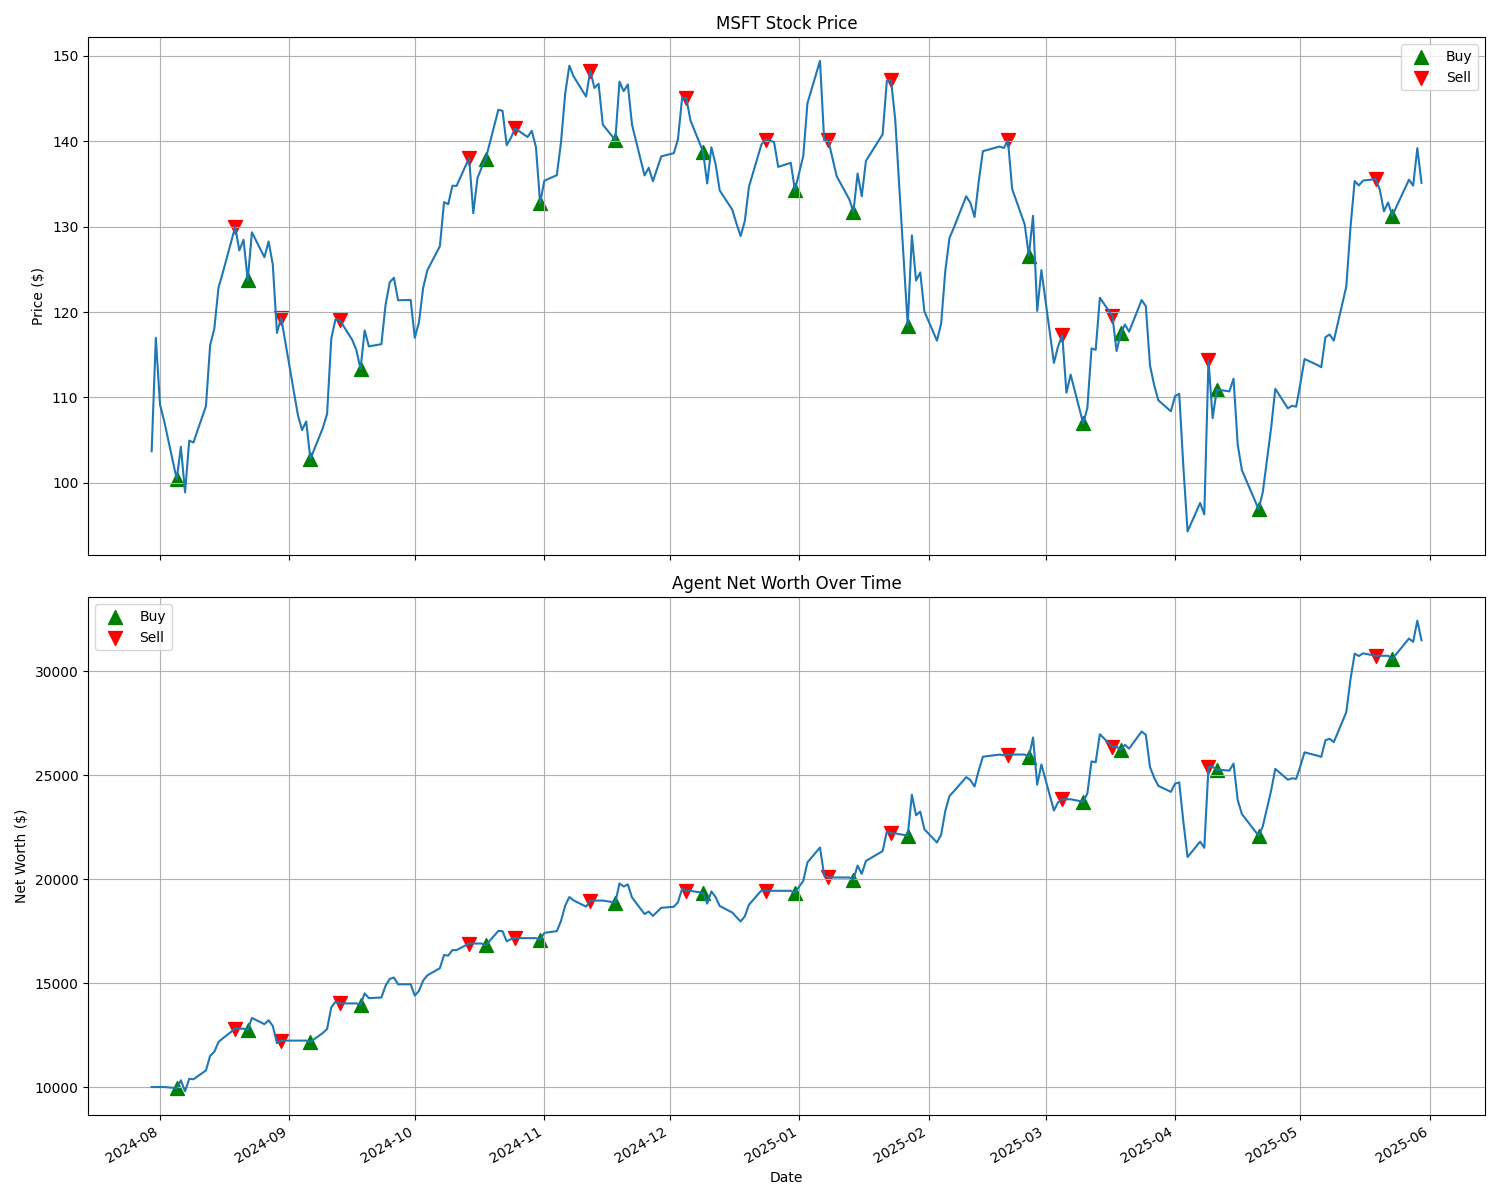 MSFT Stock Price
Buy
Sell
150
140
130
120
110
100
Price ($)
Agent Net Worth Over Time
Buy
Sell
30000
25000
20000
15000
10000
Net Worth ($)
2024-08
2024-09
2024-10
2024-11
2024-12
2025-01
2025-02
2025-03
2025-04
2025-05
2025-06
Date